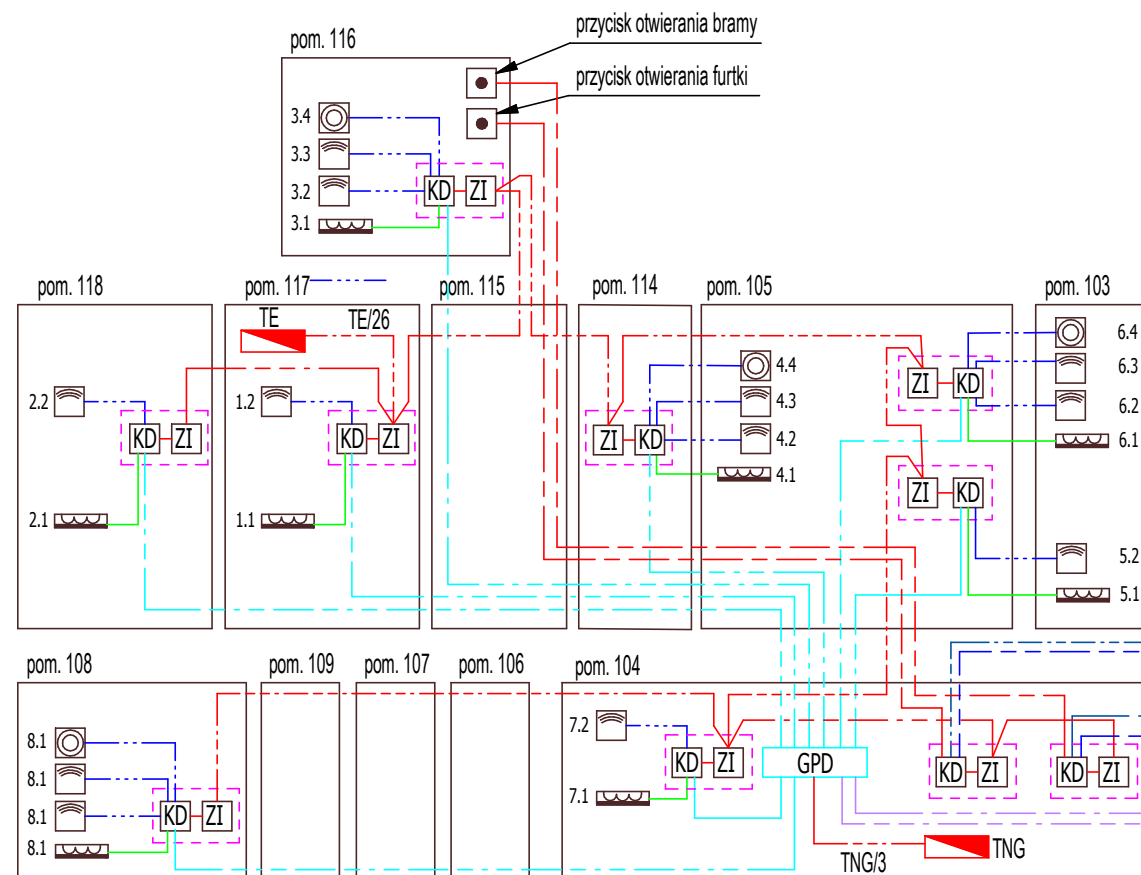 przycisk otwierania bramy
pom. 116
przycisk otwierania furtki
3.4
3.3
3.2
KD ZI
3.1
pom. 118
pom. 117
pom. 115
pom. 114
pom. 105
pom. 103
TE
TE/26
6.4
4.4
6.3
ZI KD
2.2
1.2
4.3
6.2
KD ZI
KD ZI
ZI KD
4.2
6.1
4.1
ZI KD
2.1
1.1
5.2
5.1
pom. 108
pom. 109
pom. 107
pom. 106
pom. 104
7.2
8.1
KD ZI
GPD
KD ZI
KD ZI
8.1
7.1
8.1
KD ZI
8.1
TNG/3
TNG